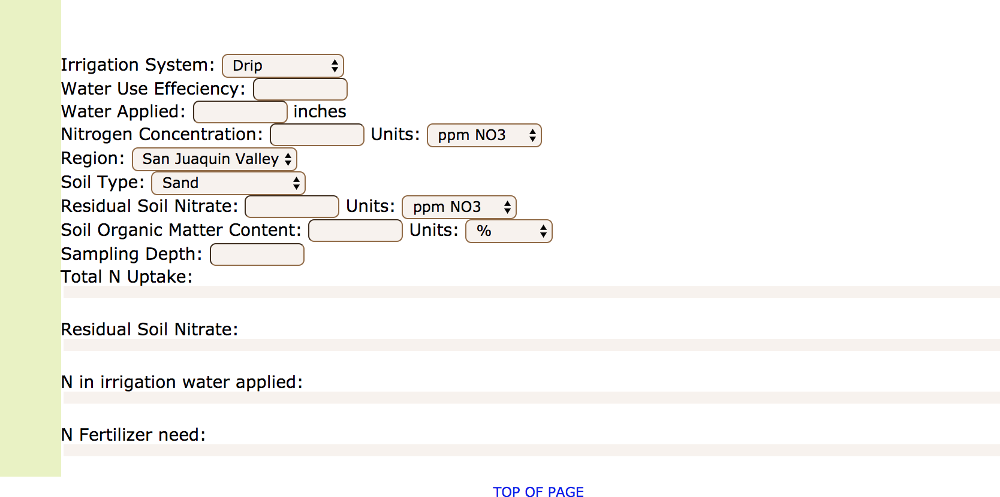 Irrigation System: Drip
Water Use Effeciency:
Water Applied: inches
Nitrogen Concentration: Units: ppm NO3
Region: San Juaquin Valley
Soil Type: Sand
Residual Soil Nitrate: Units: ppm NO3
Soil Organic Matter Content: Units: %
Sampling Depth:
Total N Uptake:
Residual Soil Nitrate:
N in irrigation water applied:
N Fertilizer need:
TOP OF PAGE